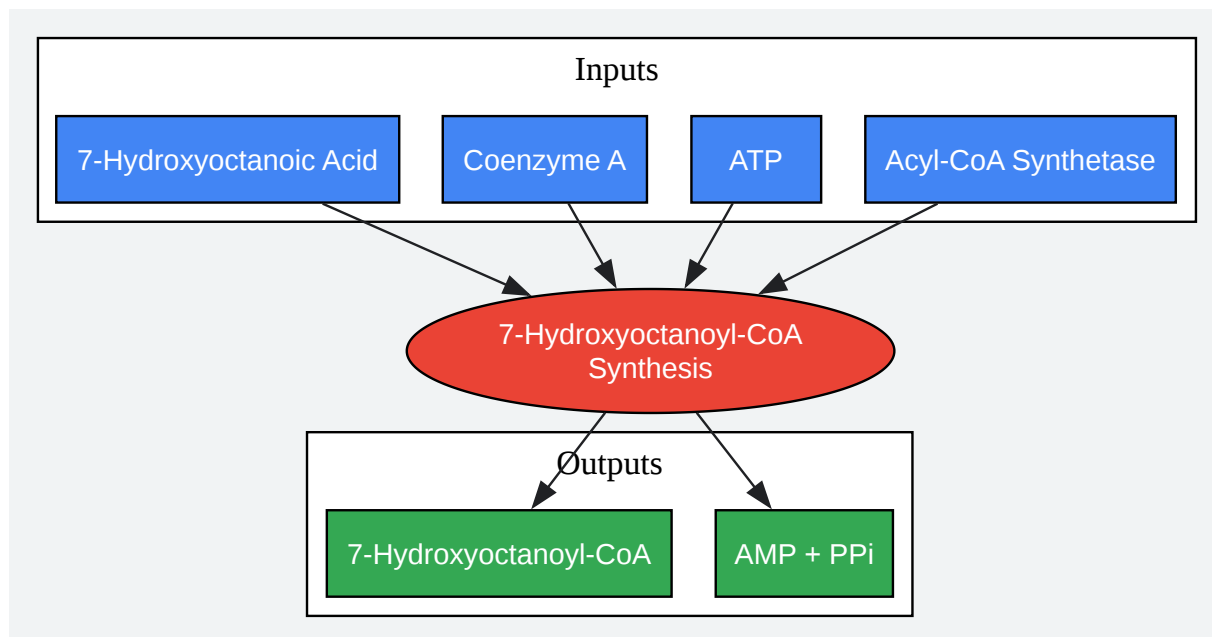 Inputs
7-Hydroxyoctanoic Acid
Coenzyme A
ATP
Acyl-CoA Synthetase
7-Hydroxyoctanoyl-CoA
Synthesis
Outputs
7-Hydroxyoctanoyl-CoA
AMP + PPi